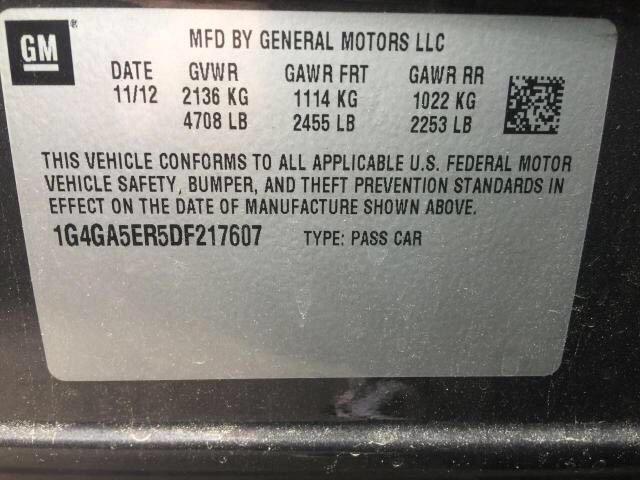 GM ®
MFD BY GENERAL MOTORS LLC
DATE GVWR GAWR FRT GAWR RR
11/12 2136 KG 1114 KG 1022 KG
4708 LB 2455 LB 2253 LB
THIS VEHICLE CONFORMS TO ALL APPLICABLE U.S. FEDERAL MOTOR
VEHICLE SAFETY, BUMPER, AND THEFT PREVENTION STANDARDS IN
EFFECT ON THE DATE OF MANUFACTURE SHOWN ABOVE.
1G4GA5ER5DF217607 TYPE: PASS CAR